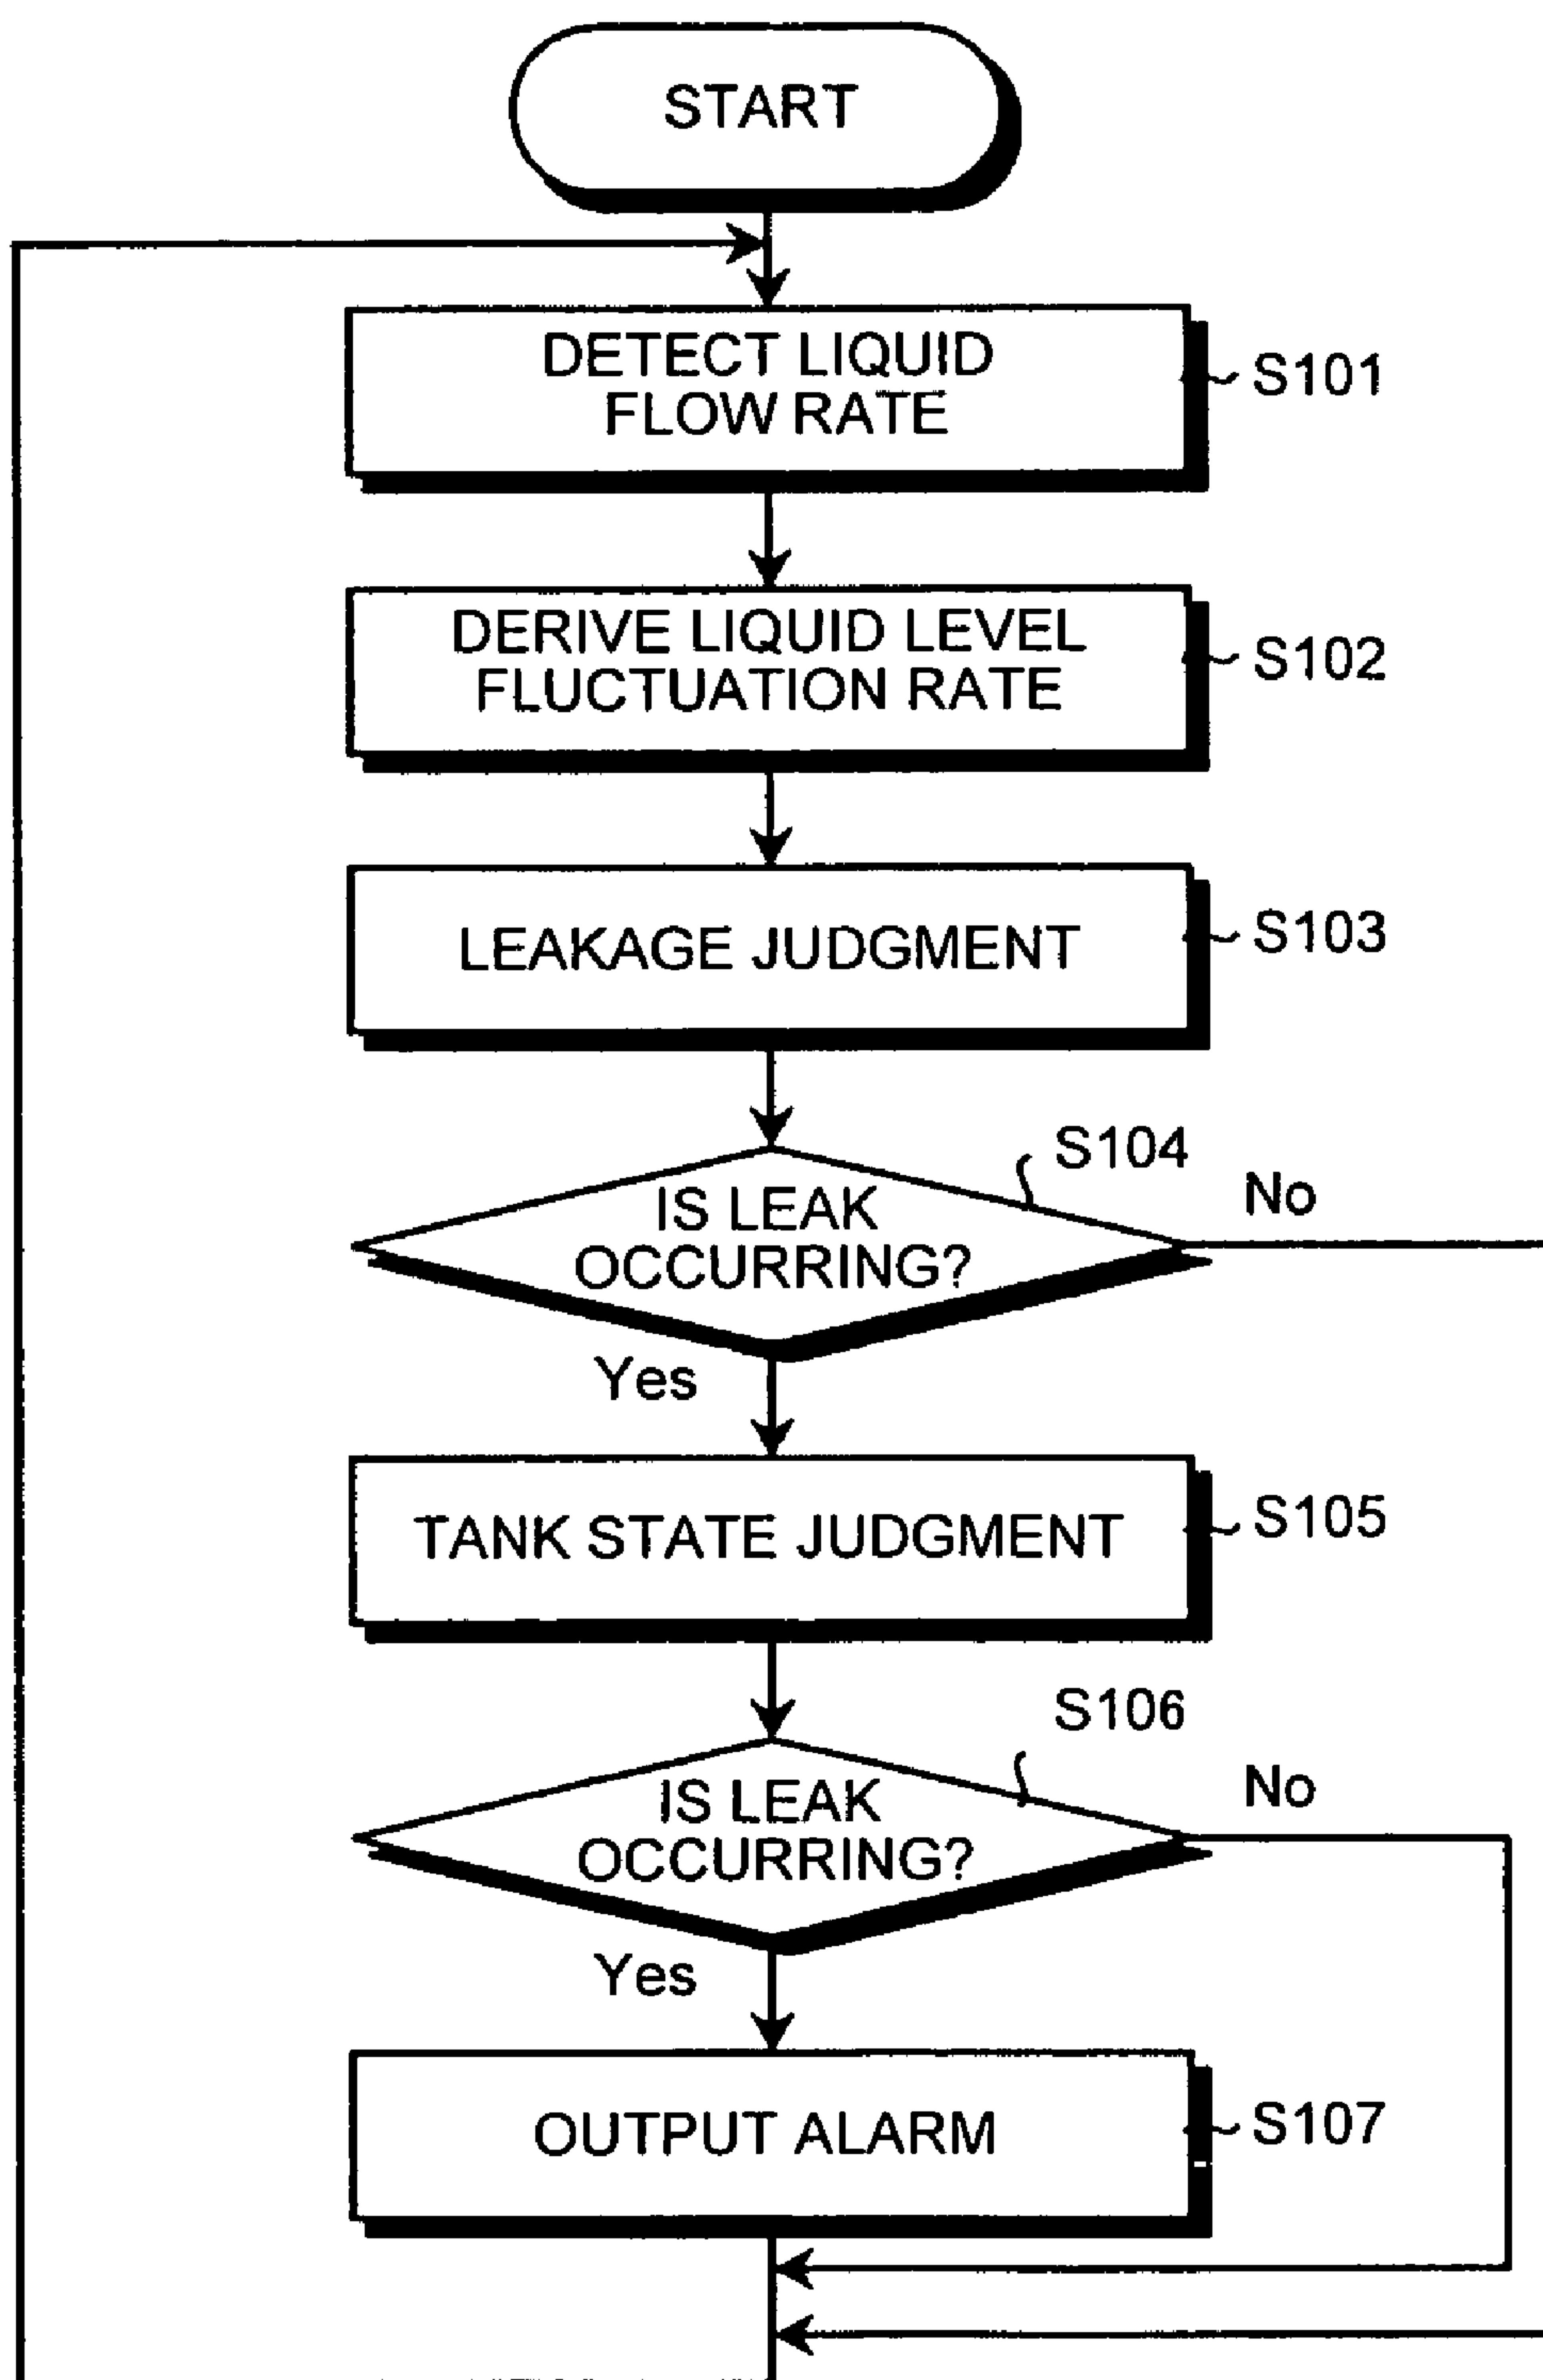 START
DETECT LIQUID
FLOW RATE
S101
DERIVE LIQUID LEVEL
FLUCTUATION RATE
S102
LEAKAGE JUDGMENT
S103
S104
IS LEAK
OCCURRING?
No
Yes
TANK STATE JUDGMENT
S105
S106
IS LEAK
OCCURRING?
No
Yes
OUTPUT ALARM
S107